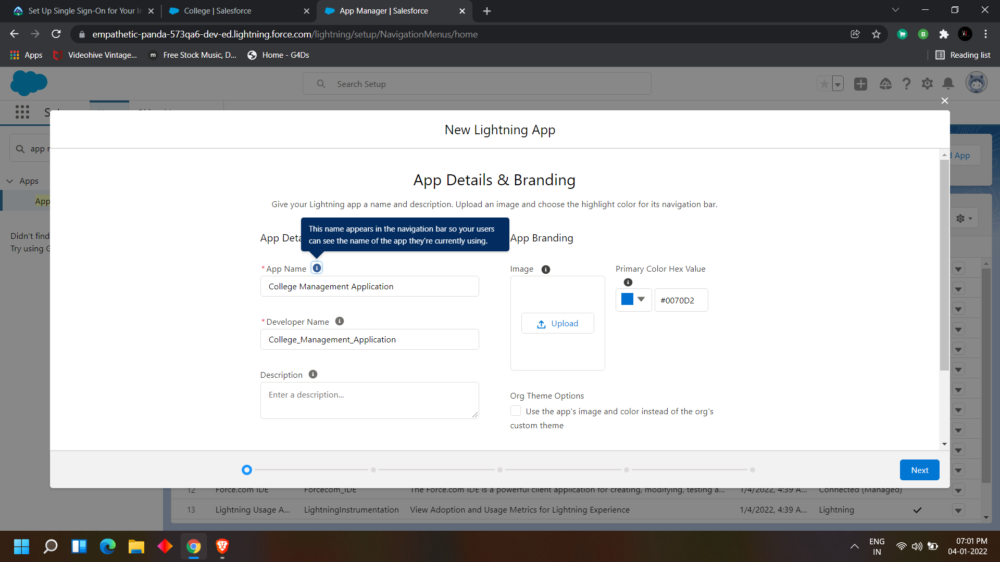 Set Up Single Sign-On for Your In
College | Salesforce
App Manager | Salesforce
empathetic-panda-573qa6-dev-ed.lightning.force.com/lightning/setup/NavigationMenus/home
Apps
Videohive Vintage...
m
Free Stock Music, D...
Home - G4Ds
Reading list
Search Setup
New Lightning App
app
d App
App Details & Branding
Apps
App
Give your Lightning app a name and description. Upload an image and choose the highlight color for its navigation bar.
This name appears in the navigation bar so your users
can see the name of the app they're currently using.
Didn't find
Try using G
App Deta
App Branding
*App Name
College Management Application
Image
Primary Color Hex Value
#0070D2
Upload
*Developer Name
College_Management_Application
Description
Enter a description...
Org Theme Options
Use the app's image and color instead of the org's
custom theme
Next
12 Force.com IDE Forcecom_IDE The Force.com IDE is a powerful client application for creating, modifying, testing a... 1/4/2022, 4:39 A... Connected (Managed)
13 Lightning Usage A... LightningInstrumentation View Adoption and Usage Metrics for Lightning Experience 1/4/2022, 4:39 A... Lightning
ENG
IN
07:01 PM
04-01-2022